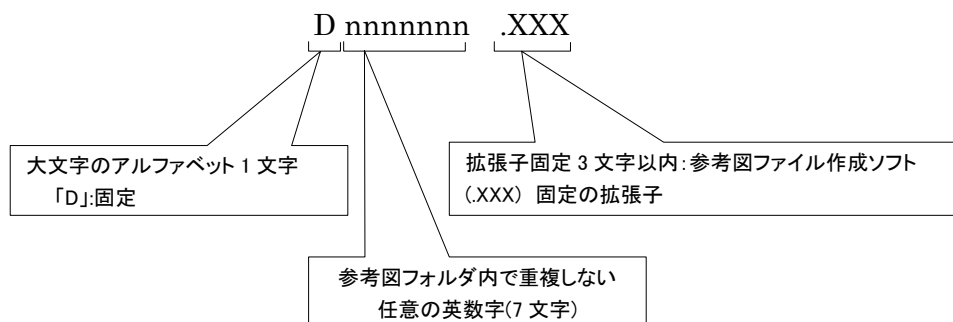 D nnnnnnn .XXX
大文字のアルファベット 1 文字
「D」:固定
拡張子固定 3 文字以内:参考図ファイル作成ソフト
(.XXX) 固定の拡張子
参考図フォルダ内で重複しない
任意の英数字(7 文字)